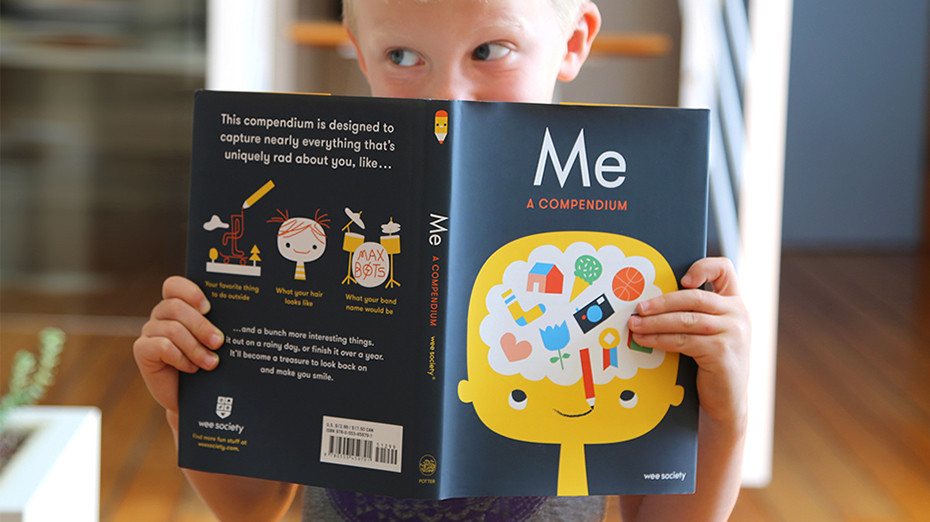 This compendium is designed to
capture nearly everything that's
uniquely rad about you, like...
MAX
BOTS
Your favorite thing
to do outside
What your hair
looks like
What your band
name would be
...and a bunch more interesting things.
it out on a rainy day, or finish it over a year.
It'll become a treasure to look back on
and make you smile.
wee society
Find more fun stuff at
weesociety.com.
POTTER
Me A COMPENDIUM wee society
Me
A COMPENDIUM
wee society